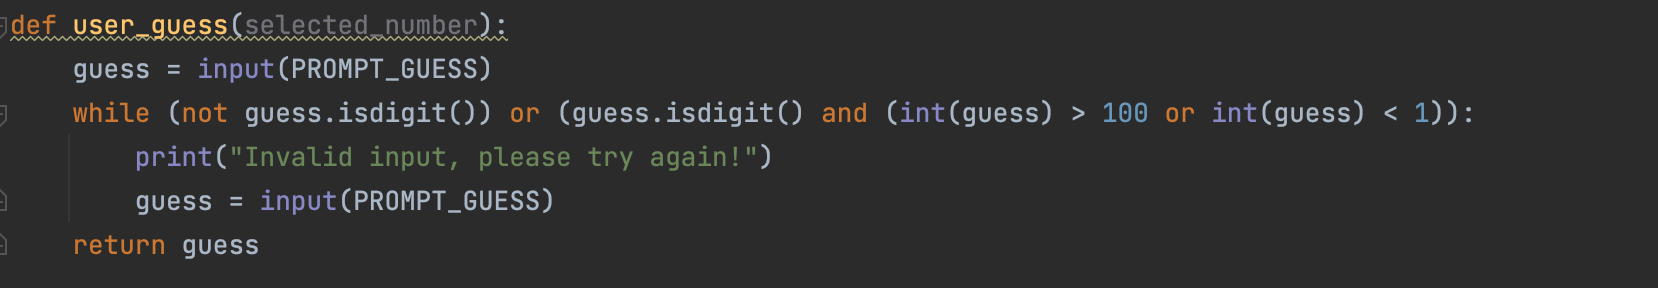 def user_guess(selected_number):
    guess = input(PROMPT_GUESS)
    while (not guess.isdigit()) or (guess.isdigit() and (int(guess) > 100 or int(guess) < 1)):
        print("Invalid input, please try again!")
        guess = input(PROMPT_GUESS)
    return guess